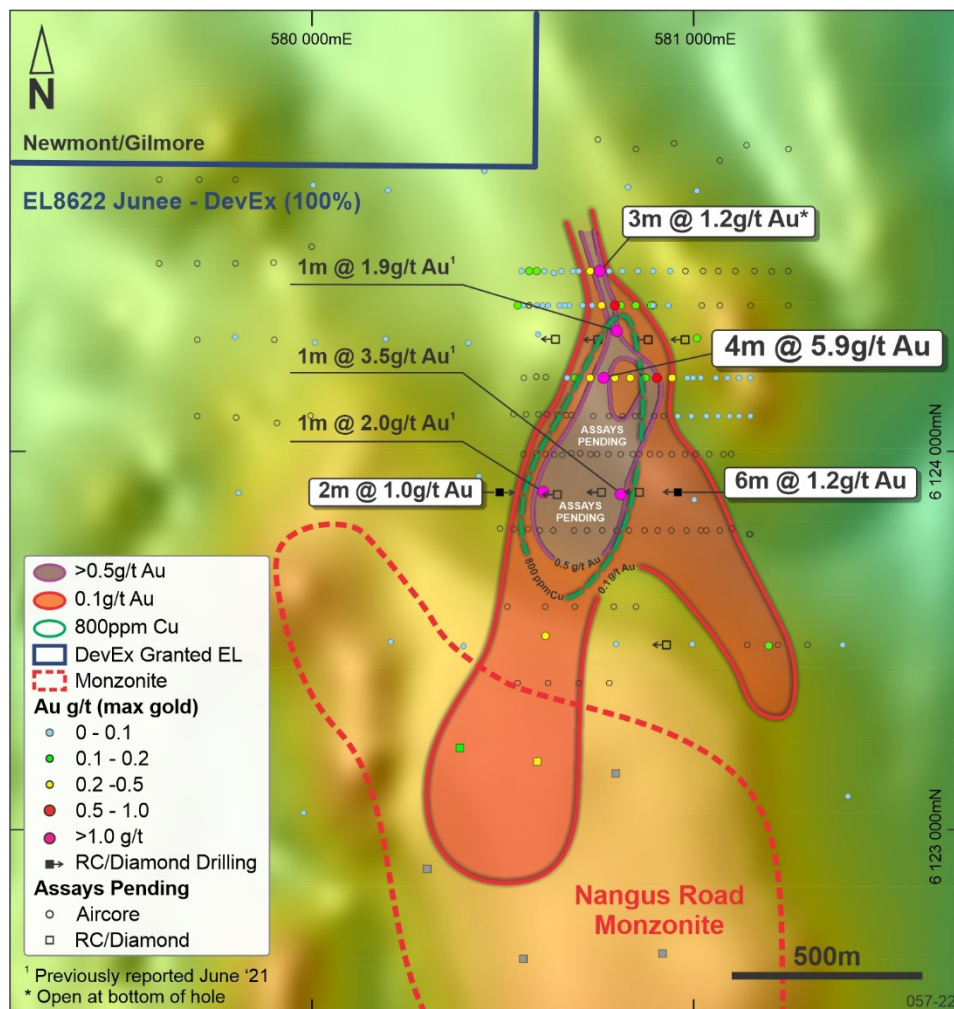 580 000mE
581 000mE
N
Newmont/Gilmore
EL8622 Junee - DevEx (100%)
3m @ 1.2g/t Au*
1m @ 1.9g/t Au¹
4m @ 5.9g/t Au
1m @ 3.5g/t Au¹
1m @ 2.0g/t Au¹
ASSAYS
PENDING
6 124 000mN
2m @ 1.0g/t Au
6m @ 1.2g/t Au
ASSAYS
PENDING
0.5 g/t Au
800ppmCu
0.1g/t Au
>0.5g/t Au
0.1g/t Au
800ppm Cu
DevEx Granted EL
Monzonite
Au g/t (max gold)
0 - 0.1
0.1 - 0.2
0.2 -0.5
0.5 - 1.0
>1.0 g/t
RC/Diamond Drilling
Assays Pending
Aircore
RC/Diamond
¹ Previously reported June '21
* Open at bottom of hole
6 123 000mN
Nangus Road
Monzonite
500m
057-22